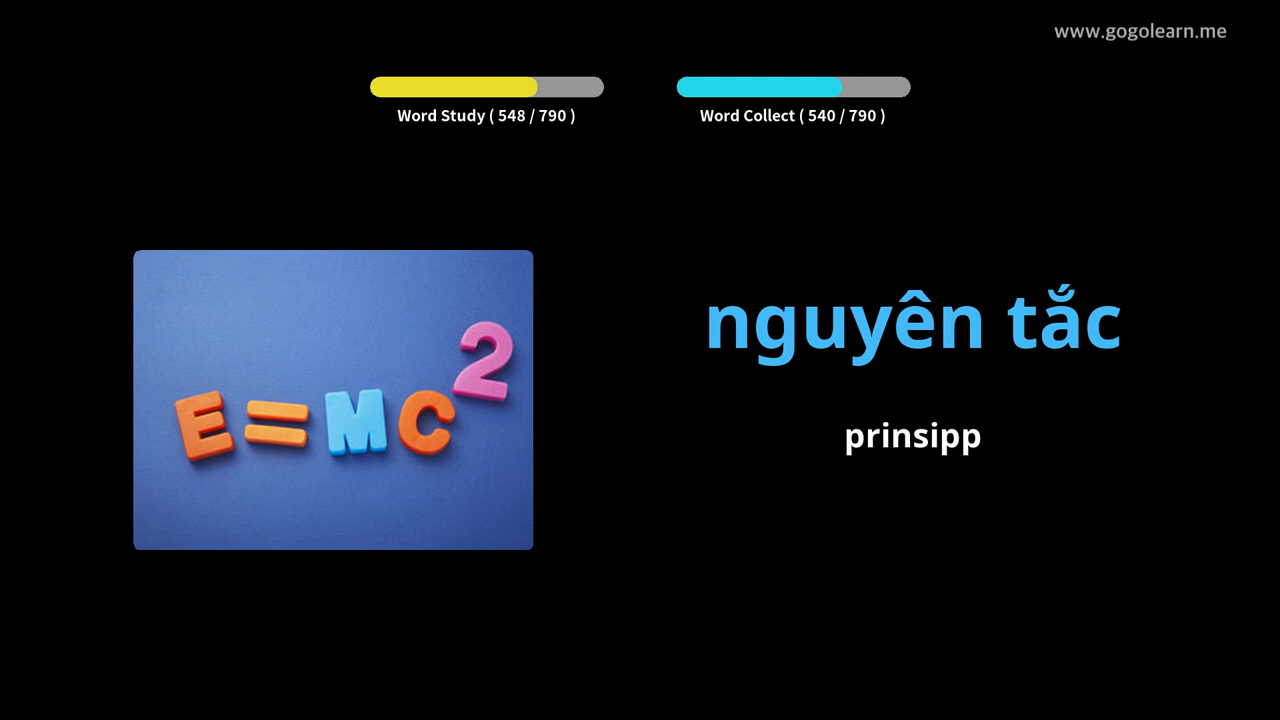 www.gogolearn.me
Word Study ( 548 / 790 )
Word Collect ( 540 / 790 )
E=MC2
nguyên tắc
prinsipp